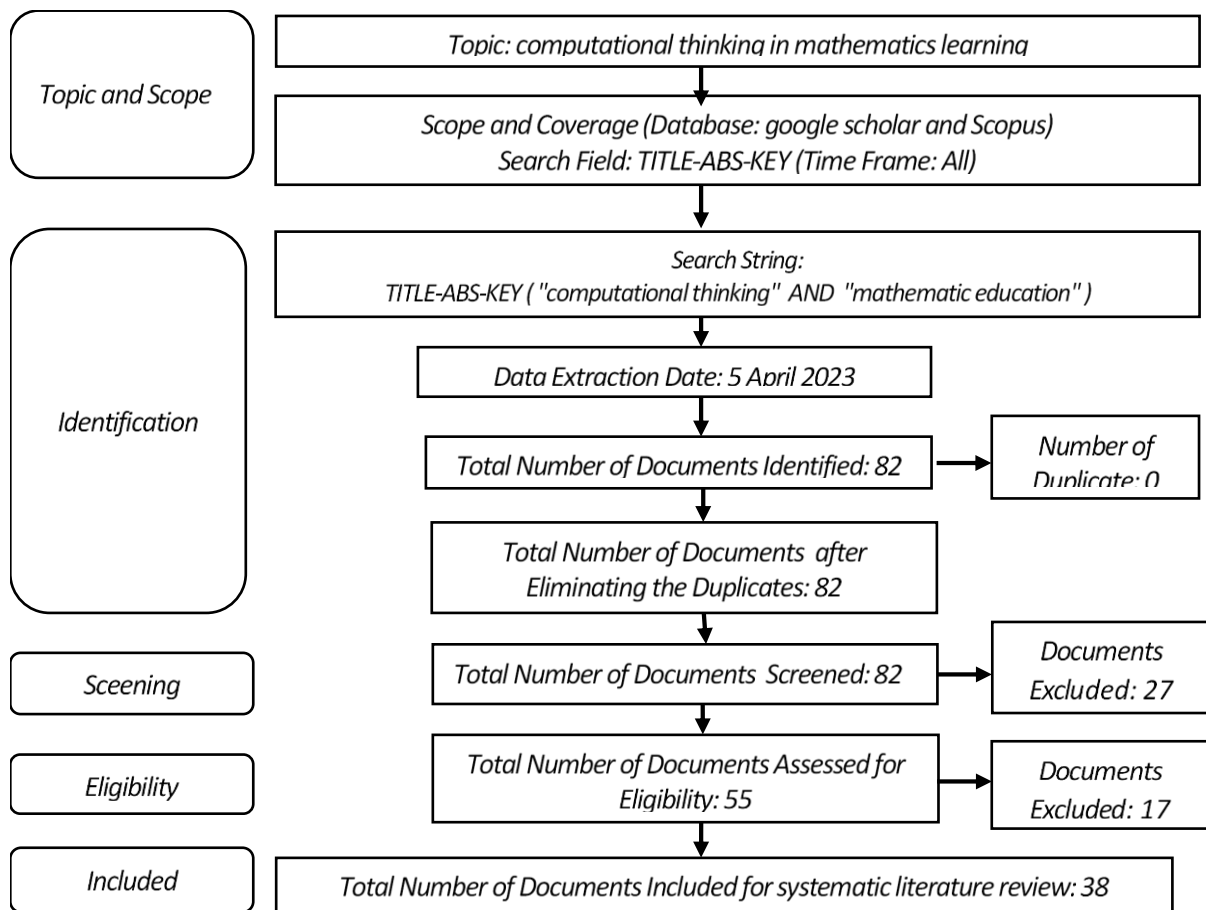 Topic and Scope
Topic: computational thinking in mathematics learning
Scope and Coverage (Database: google scholar and Scopus)
Search Field: TITLE-ABS-KEY (Time Frame: All)
Identification
Search String:
TITLE-ABS-KEY ( "computational thinking" AND "mathematic education" )
Data Extraction Date: 5 April 2023
Total Number of Documents Identified: 82
Number of
Duplicate: 0
Total Number of Documents after
Eliminating the Duplicates: 82
Sceening
Total Number of Documents Screened: 82
Documents
Excluded: 27
Eligibility
Total Number of Documents Assessed for
Eligibility: 55
Documents
Excluded: 17
Included
Total Number of Documents Included for systematic literature review: 38